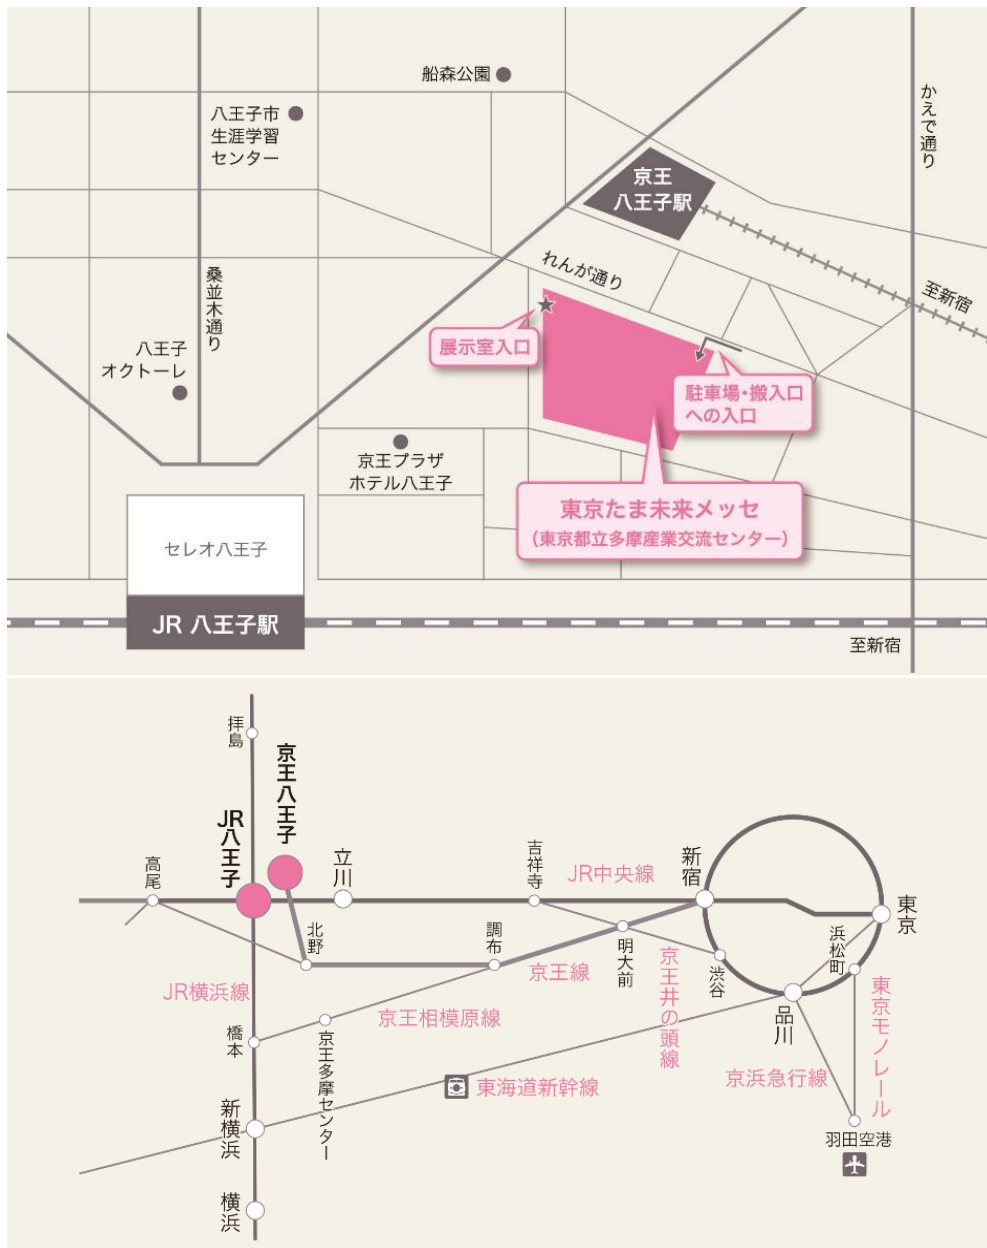 船森公園
八王子市
生涯学習
センター
かえで通り
京王
八王子駅
れんが通り
桑並木通り
至新宿
展示室入口
八王子
オクトーレ
駐車場・搬入口
への入口
京王プラザ
ホテル八王子
東京たま未来メッセ
(東京都立多摩産業交流センター)
セレオ八王子
JR 八王子駅
至新宿
拝島
京王八王子
JR八王子
高尾
立川
吉祥寺
JR中央線
新宿
東京
北野
調布
明大前
浜松町
京王線
京王井の頭線
渋谷
品川
東京モノレール
JR横浜線
京王相模原線
橋本
京王多摩センター
東海道新幹線
京浜急行線
新横浜
羽田空港
横浜